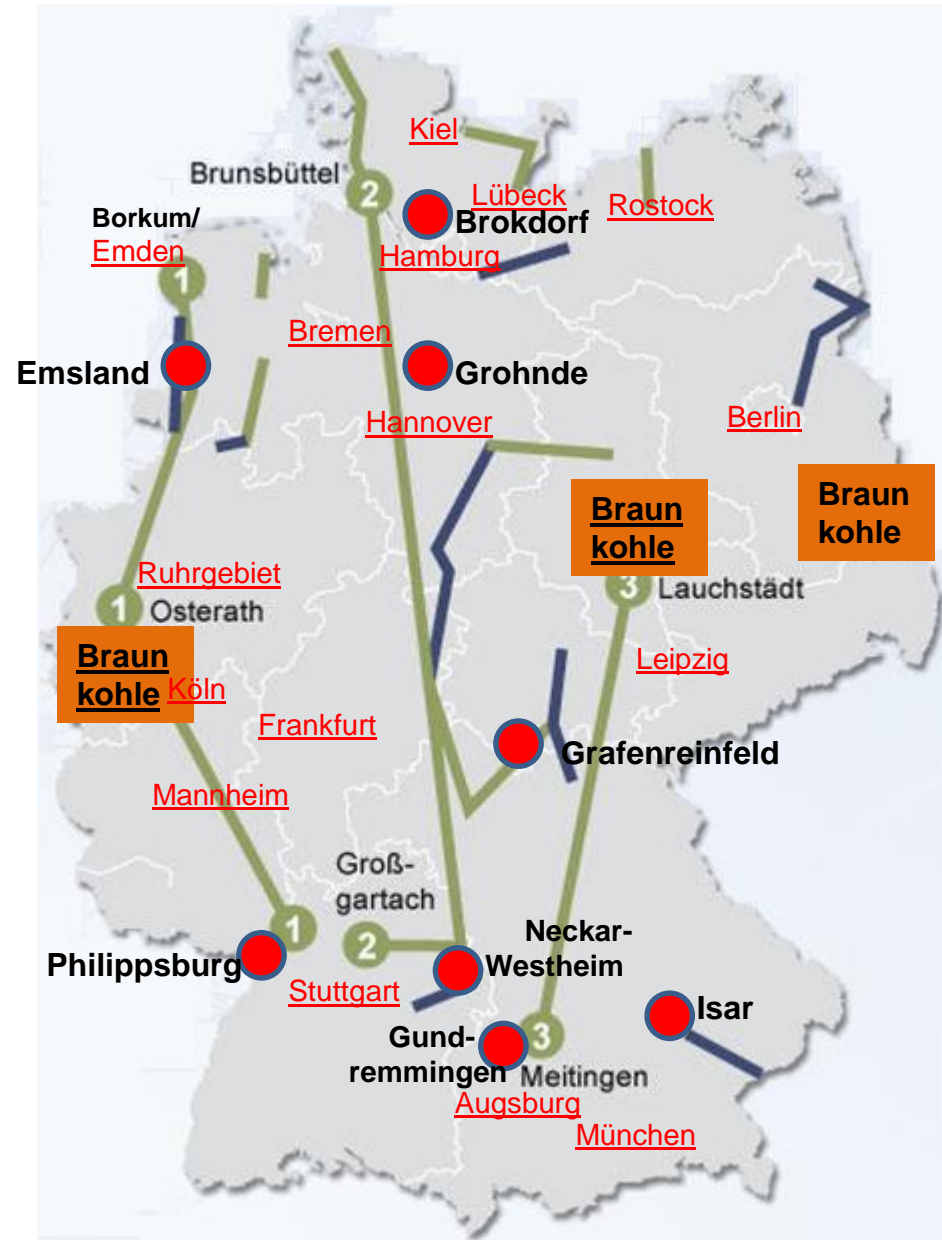 Kiel
Brunsbüttel
2
Lübeck
Rostock
Borkum/
Brokdorf
Emden
Hamburg
1
Bremen
Emsland
Grohnde
Hannover
Berlin
Braun
kohle
Braun
kohle
Ruhrgebiet
1
Osterath
3
Lauchstädt
Braun
kohle
Köln
Leipzig
Frankfurt
Grafenreinfeld
Mannheim
Groß-
gartach
1
2
Neckar-
Westheim
Philippsburg
Stuttgart
Isar
Gund-
remmingen
3
Meitingen
Augsburg
München